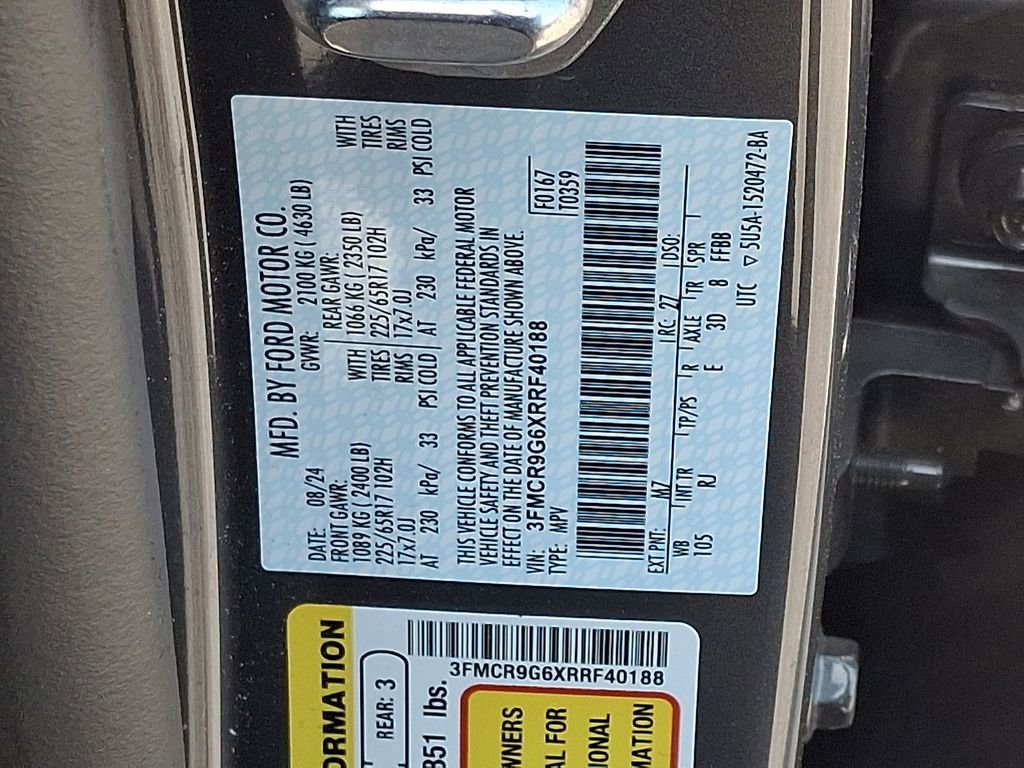 MFD. BY FORD MOTOR CO.
DATE: 08/24 GVWR: 2100 KG ( 4630 LB)
FRONT GAWR: REAR GAWR:
1089 KG ( 2400 LB) WITH 1066 KG ( 2350 LB) WITH
225/65R17 102H TIRES 225/65R17 102H TIRES
17x7.0J RIMS 17x7.0J RIMS
AT 230 kPa/ 33 PSI COLD AT 230 kPa/ 33 PSI COLD
THIS VEHICLE CONFORMS TO ALL APPLICABLE FEDERAL MOTOR
VEHICLE SAFETY AND THEFT PREVENTION STANDARDS IN
EFFECT ON THE DATE OF MANUFACTURE SHOWN ABOVE.
VIN: 3FMCR9G6XRRF40188 F0167
TYPE: MPV T0359
EXT PNT: MZ RC: 27 DSO:
WB INT TR TP/PS R AXLE TR SPR
105 RJ E 3D 8 FFBB
UTC ▽ 5U5A-1520472-BA
ORMATION
REAR: 3
851 lbs.
3FMCR9G6XRRF40188
WNERS
AL FOR
IONAL
MATION